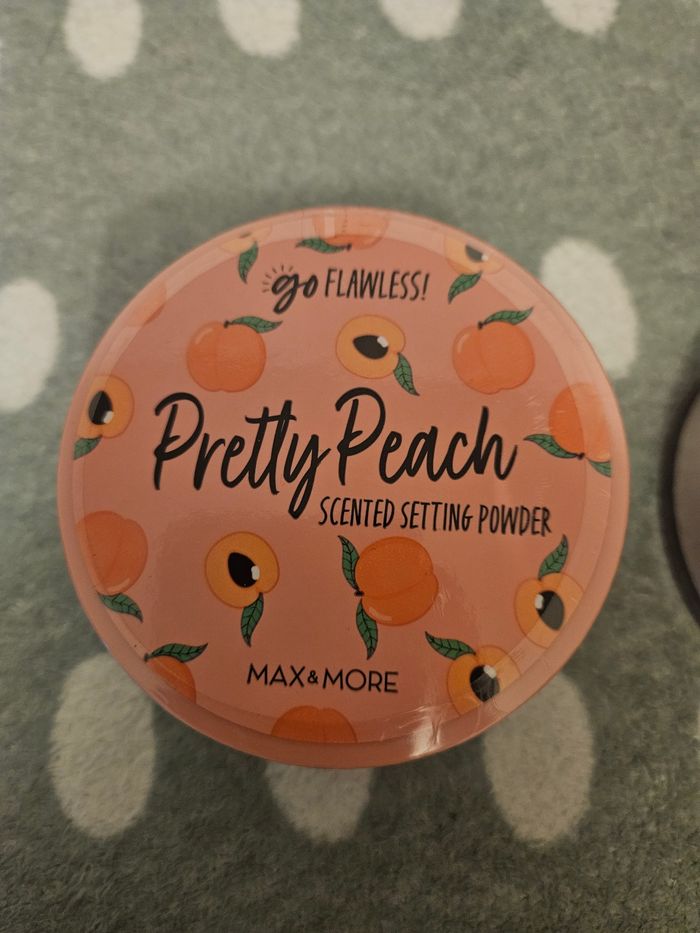 go FLAWLESS!
Pretty Peach
SCENTED SETTING POWDER
MAX&MORE